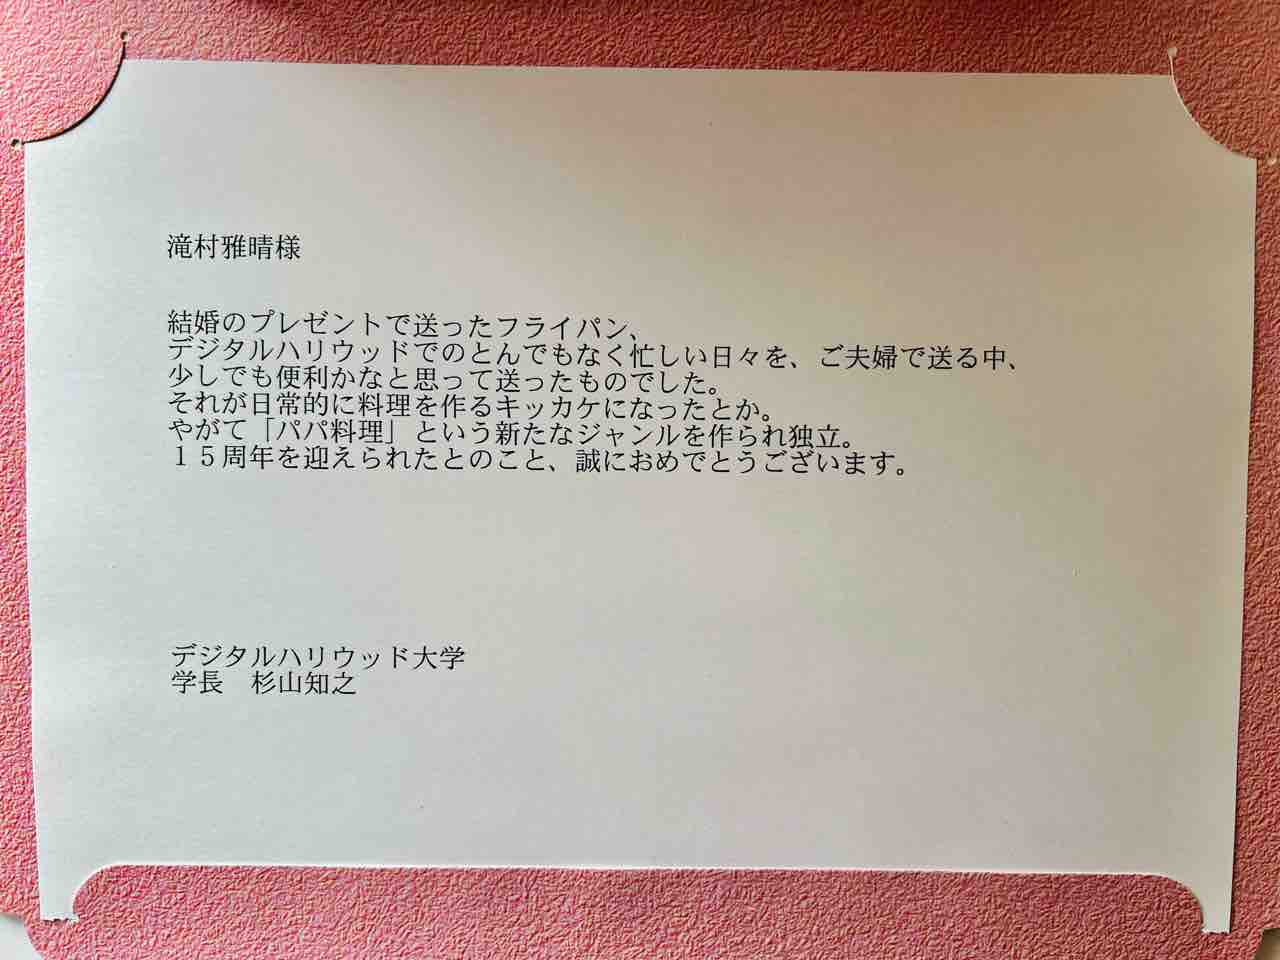 滝村雅晴様
結婚のプレゼントで送ったフライパン、
デジタルハリウッドでのとんでもなく忙しい日々を、ご夫婦で送る中、
少しでも便利かなと思って送ったものでした。
それが日常的に料理を作るキッカケになったとか。
やがて「パパ料理」という新たなジャンルを作られ独立。
１５周年を迎えられたとのこと、誠におめでとうございます。
デジタルハリウッド大学
学長　杉山知之